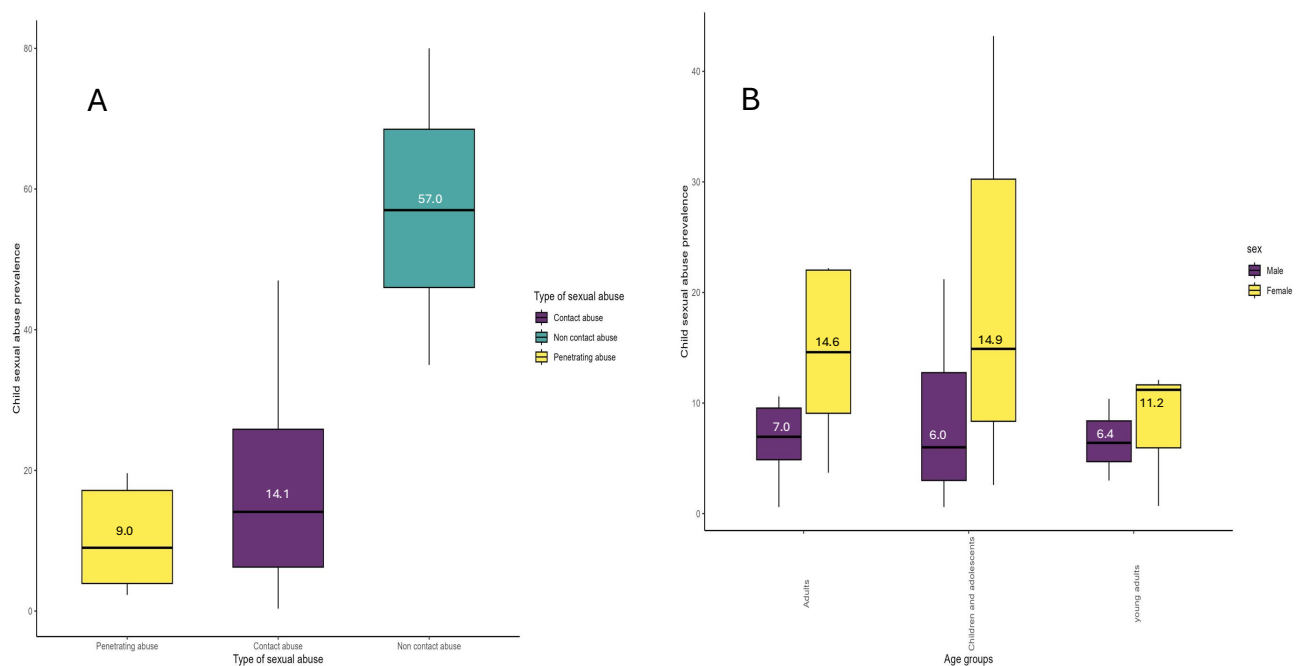 A
Child sexual abuse prevalence
80
60
40
20
0
57.0
14.1
9.0
Penetrating abuse
Contact abuse
Non contact abuse
Type of sexual abuse
Type of sexual abuse
Contact abuse
Non contact abuse
Penetrating abuse
B
Child sexual abuse prevalence
40
30
20
10
0
7.0
14.6
6.0
14.9
6.4
11.2
Adults
Children and adolescents
young adults
Age groups
sex
Male
Female